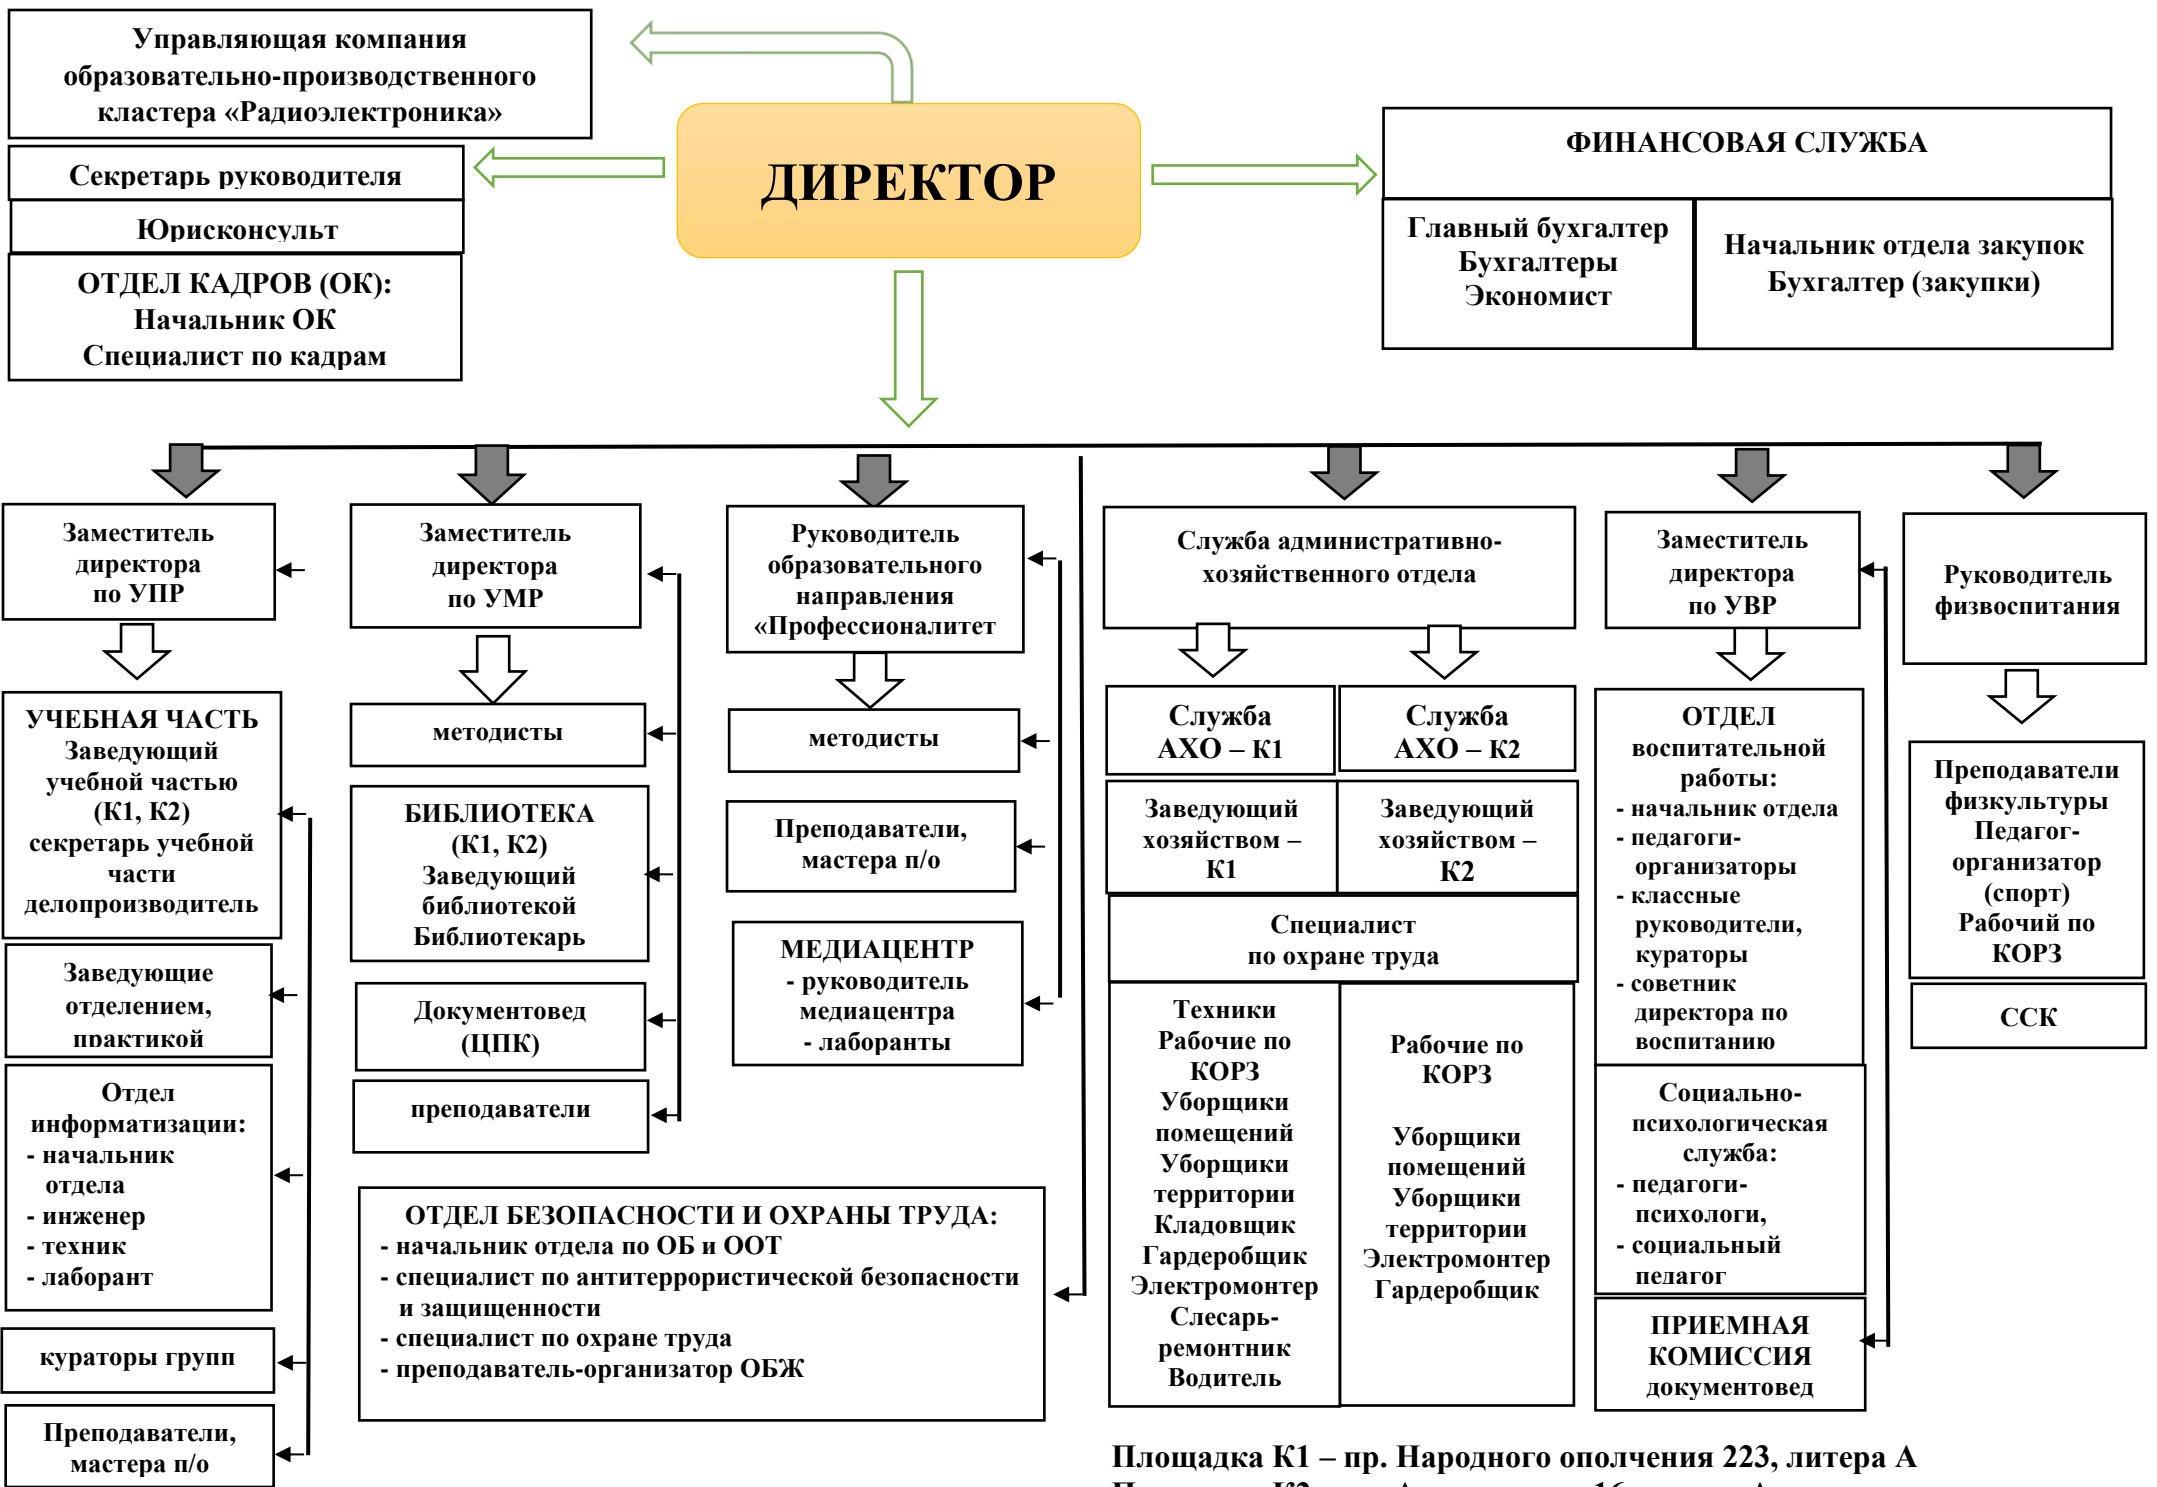 Управляющая компания
образовательно-производственного
кластера «Радиоэлектроника»
Секретарь руководителя
Юрисконсульт
ОТДЕЛ КАДРОВ (ОК):
Начальник ОК
Специалист по кадрам
ДИРЕКТОР
ФИНАНСОВАЯ СЛУЖБА
Главный бухгалтер
Бухгалтеры
Экономист
Начальник отдела закупок
Бухгалтер (закупки)
Заместитель
директора
по УПР
УЧЕБНАЯ ЧАСТЬ
Заведующий
учебной частью
(К1, К2)
секретарь учебной
части
делопроизводитель
Заведующие
отделением,
практикой
Отдел
информатизации:
- начальник
отдела
- инженер
- техник
- лаборант
кураторы групп
Преподаватели,
мастера п/о
Заместитель
директора
по УМР
методисты
БИБЛИОТЕКА
(К1, К2)
Заведующий
библиотекой
Библиотекарь
Документовед
(ЦПК)
преподаватели
Руководитель
образовательного
направления
«Профессионалитет
методисты
Преподаватели,
мастера п/о
МЕДИАЦЕНТР
- руководитель
медиацентра
- лаборанты
ОТДЕЛ БЕЗОПАСНОСТИ И ОХРАНЫ ТРУДА:
- начальник отдела по ОБ и ООТ
- специалист по антитеррористической безопасности
и защищенности
- специалист по охране труда
- преподаватель-организатор ОБЖ
Служба административно-
хозяйственного отдела
Служба
АХО – К1
Служба
АХО – К2
Заведующий
хозяйством –
К1
Заведующий
хозяйством –
К2
Специалист
по охране труда
Техники
Рабочие по
КОРЗ
Уборщики
помещений
Уборщики
территории
Кладовщик
Гардеробщик
Электромонтер
Слесарь-
ремонтник
Водитель
Рабочие по
КОРЗ
Уборщики
помещений
Уборщики
территории
Электромонтер
Гардеробщик
Заместитель
директора
по УВР
ОТДЕЛ
воспитательной
работы:
- начальник отдела
- педагоги-
организаторы
- классные
руководители,
кураторы
- советник
директора по
воспитанию
Социально-
психологическая
служба:
- педагоги-
психологи,
- социальный
педагог
ПРИЕМНАЯ
КОМИССИЯ
документовед
Руководитель
физвоспитания
Преподаватели
физкультуры
Педагог-
организатор
(спорт)
Рабочий по
КОРЗ
ССК
Площадка К1 – пр. Народного ополчения 223, литера А